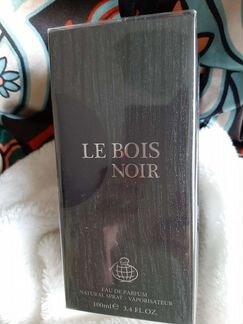 LE BOIS
NOIR
EAU DE PARFUM
NATURAL SPRAY - VAPORISATEUR
100ml℮ 3.4 FL.OZ.